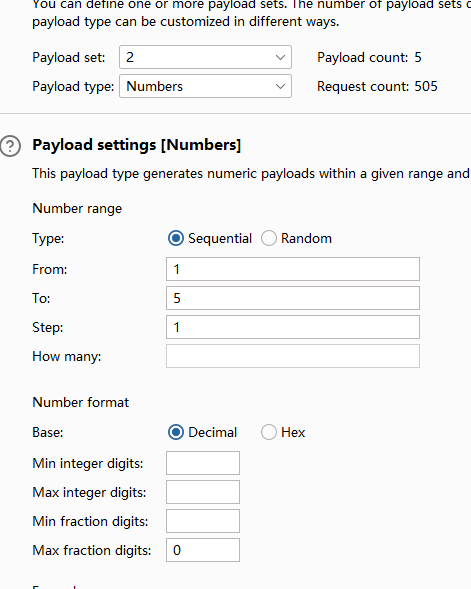 You can define one or more payload sets. The number of payload sets
payload type can be customized in different ways.
Payload set: 2 Payload count: 5
Payload type: Numbers Request count: 505
Payload settings [Numbers]
This payload type generates numeric payloads within a given range and
Number range
Type: Sequential Random
From: 1
To: 5
Step: 1
How many:
Number format
Base: Decimal Hex
Min integer digits:
Max integer digits:
Min fraction digits:
Max fraction digits: 0